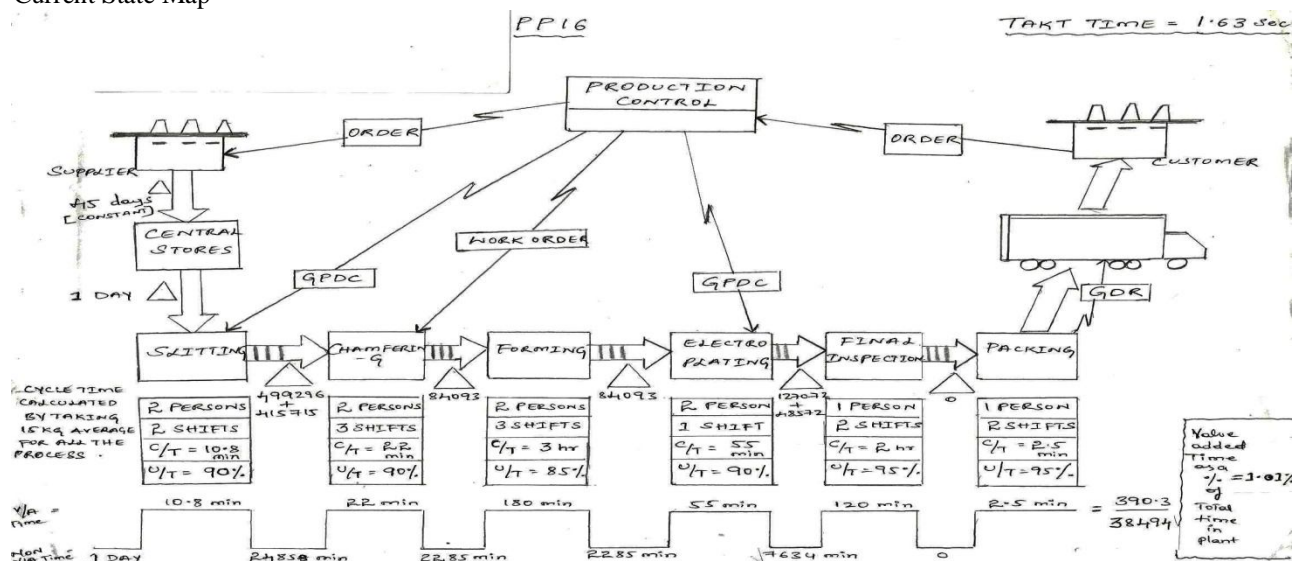 Current State Map
PP16
TAKT TIME = 1.63 sec
PRODUCTION
CONTROL
ORDER
ORDER
SUPPLIER
CUSTOMER
45 days
[CONSTANT]
CENTRAL
STORES
WORK ORDER
1 DAY
GPDC
GPDC
GDR
SLITTING
CHAMFERIN
-G
FORMING
ELECTRO
PLATING
FINAL
INSPECTION
PACKING
499296
+
415715
84093
84093
127072
+
48572
0
CYCLE TIME
CALCULATED
BY TAKING
15KG AVERAGE
FOR ALL THE
PROCESS.
2 PERSONS
2 SHIFTS
C/T = 10.8
min
U/T = 90%
2 PERSONS
3 SHIFTS
C/T = 22
min
U/T = 90%
2 PERSONS
3 SHIFTS
C/T = 3 hr
U/T = 85%
2 PERSON
1 SHIFT
C/T = 55
min
U/T = 90%
1 PERSON
2 SHIFTS
C/T = 2 hr
U/T = 95%
1 PERSON
2 SHIFTS
C/T = 2.5
min
U/T = 95%
Value
added
Time
as a
% = 1.01%
of
Total
time
in
plant
V/A =
Time
10.8 min
22 min
180 min
55 min
120 min
2.5 min
= 390.3
38494
NON
V/A Time
1 DAY
24858 min
2285 min
2285 min
7634 min
0